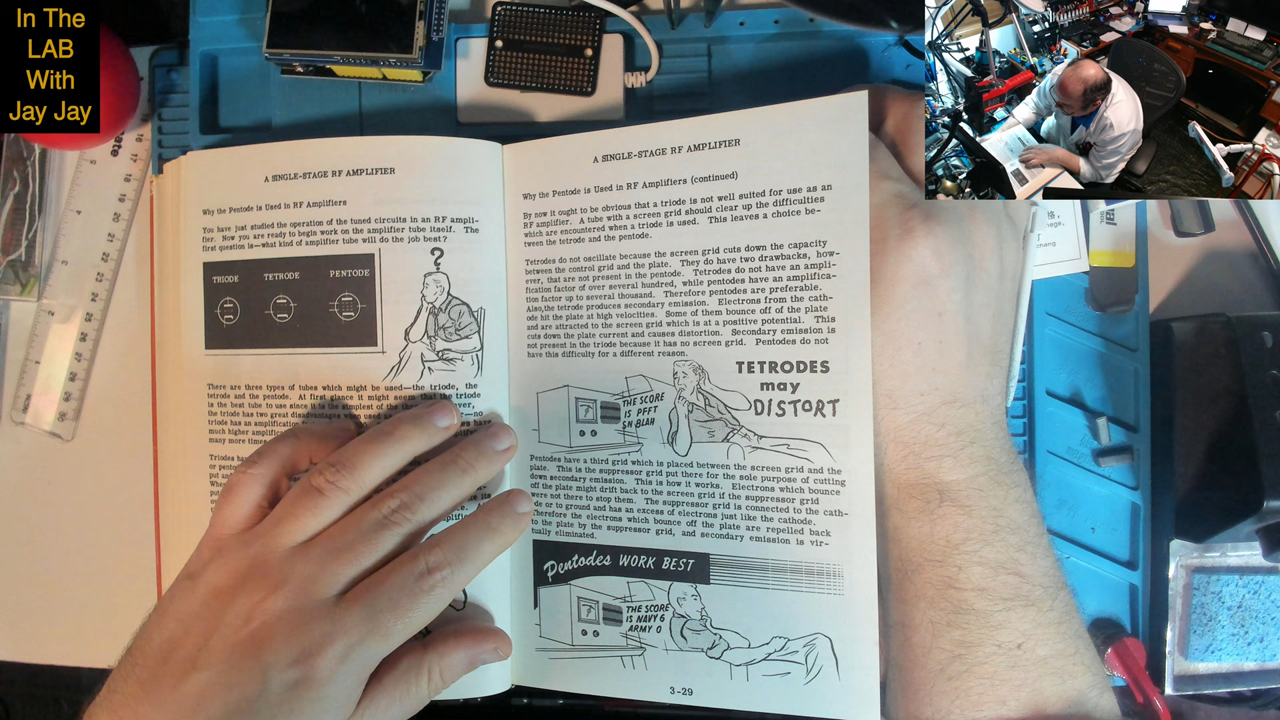 In The
LAB
With
Jay Jay
A SINGLE-STAGE RF AMPLIFIER
Why the Pentode is Used in RF Amplifiers
You have just studied the operation of the tuned circuits in an RF ampli-
fier. Now you are ready to begin work on the amplifier tube itself. The
first question is—what kind of amplifier tube will do the job best?
?
TRIODE TETRODE PENTODE
There are three types of tubes which might be used—the triode, the
tetrode and the pentode. At first glance it might seem that the triode
is the best tube to use since it is the simplest of the
the triode has two great disadvantages when used
triode has an amplification
much higher
many more times
Triodes
or
put
A SINGLE-STAGE RF AMPLIFIER
Why the Pentode is Used in RF Amplifiers (continued)
By now it ought to be obvious that a triode is not well suited for use as an
RF amplifier. A tube with a screen grid should clear up the difficulties
which are encountered when a triode is used. This leaves a choice be-
tween the tetrode and the pentode.
Tetrodes do not oscillate because the screen grid cuts down the capacity
between the control grid and the plate. They do have two drawbacks, how-
ever, that are not present in the pentode. Tetrodes do not have an ampli-
fication factor of over several hundred, while pentodes have an amplifica-
tion factor up to several thousand. Therefore pentodes are preferable.
Also, the tetrode produces secondary emission. Electrons from the cath-
ode hit the plate at high velocities. Some of them bounce off of the plate
and are attracted to the screen grid which is at a positive potential. This
cuts down the plate current and causes distortion. Secondary emission is
not present in the triode because it has no screen grid. Pentodes do not
have this difficulty for a different reason.
TETRODES
may
DISTORT
THE SCORE
IS PFFT
$N BLAH
Pentodes have a third grid which is placed between the screen grid and the
plate. This is the suppressor grid put there for the sole purpose of cutting
down secondary emission. This is how it works. Electrons which bounce
off the plate might drift back to the screen grid if the suppressor grid
were not there to stop them. The suppressor grid is connected to the cath-
ode or to ground and has an excess of electrons just like the cathode.
Therefore the electrons which bounce off the plate are repelled back
to the plate by the suppressor grid, and secondary emission is vir-
tually eliminated.
Pentodes WORK BEST
THE SCORE
IS NAVY 6
ARMY 0
3-29